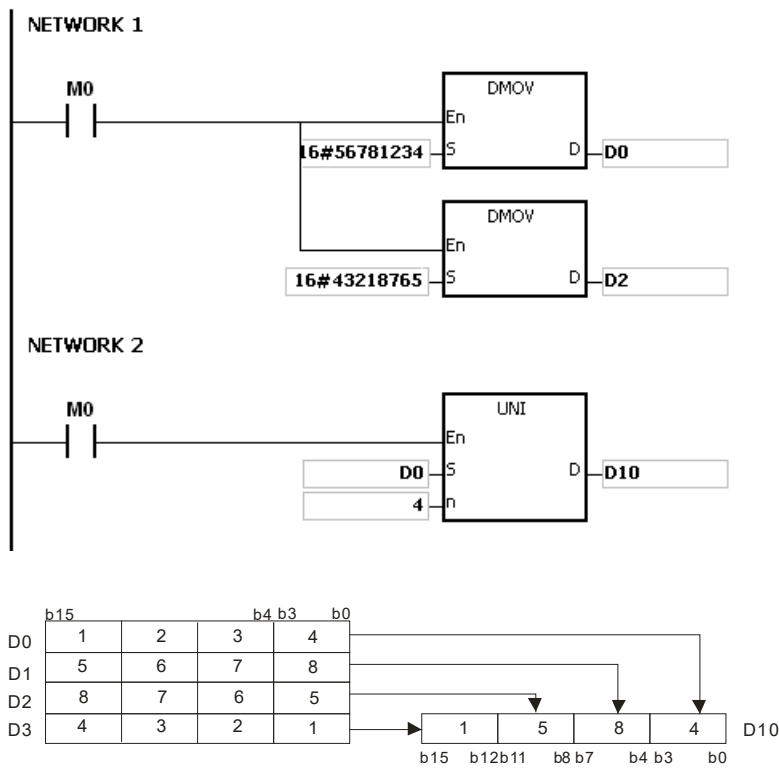 NETWORK 1
M0
DMOV
En
16#56781234 S D D0
DMOV
En
16#43218765 S D D2
NETWORK 2
M0
UNI
En
D0 S D D10
4 n
b15 b4 b3 b0
D0 1 2 3 4
D1 5 6 7 8
D2 8 7 6 5
D3 4 3 2 1 1 5 8 4 D10
b15 b12 b11 b8 b7 b4 b3 b0